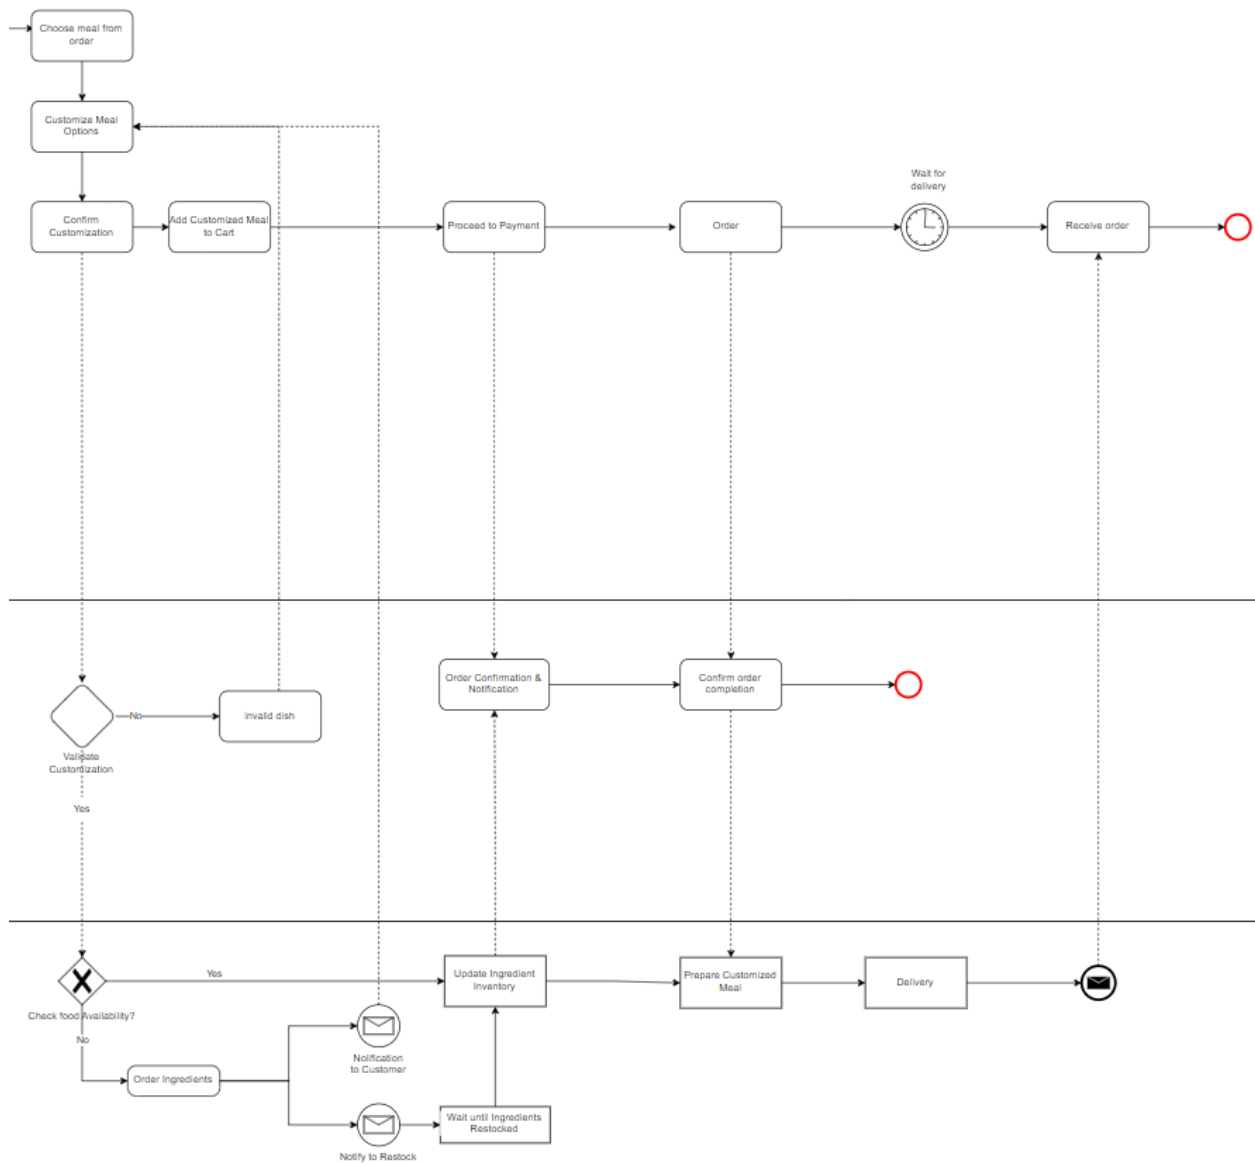 Choose meal from
order
Customize Meal
Options
Confirm
Customization
Add Customized Meal
to Cart
Proceed to Payment
Order
Wait for
delivery
Receive order
Order Confirmation &
Notification
Confirm order
completion
No
invalid dish
Validate
Customization
Yes
Yes
Update Ingredient
Inventory
Prepare Customized
Meal
Delivery
Check food Availability?
No
Notification
to Customer
Order Ingredients
Wait until Ingredients
Restocked
Notify to Restock